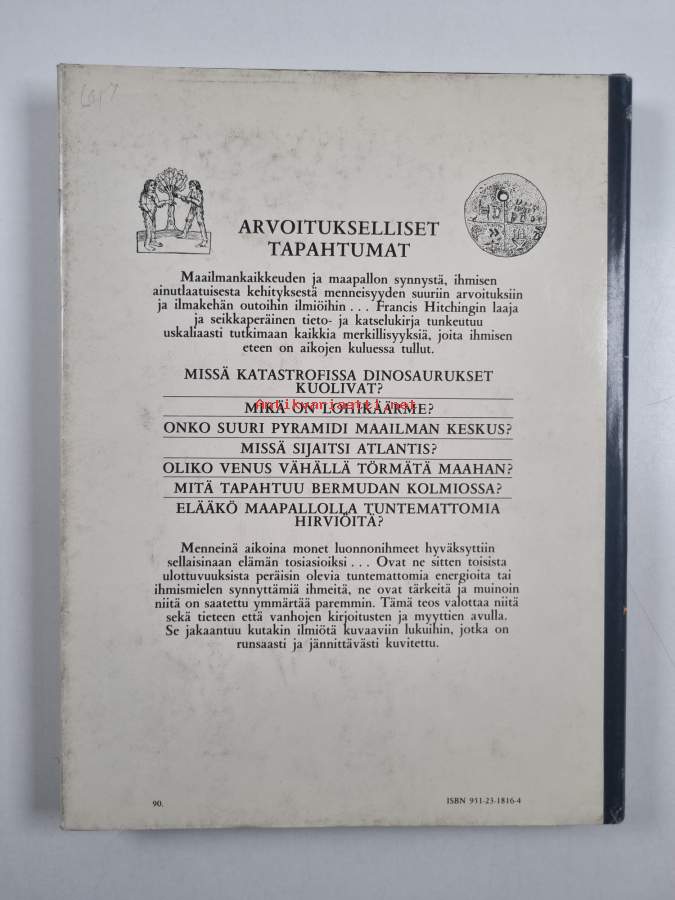 ARVOITUKSELLISET
TAPAHTUMAT
Maailmankaikkeuden ja maapallon synnystä, ihmisen
ainutlaatuisesta kehityksestä menneisyyden suuriin arvoituksiin
ja ilmakehän outoihin ilmiöihin . . . Francis Hitchingin laaja
ja seikkaperäinen tieto- ja katselukirja tunkeutuu
uskaliaasti tutkimaan kaikkia merkillisyyksiä, joita ihmisen
eteen on aikojen kuluessa tullut.
MISSÄ KATASTROFISSA DINOSAURUKSET
KUOLIVAT?
MIKÄ ON LOHIKÄÄRME?
Antikvariaatti.net
ONKO SUURI PYRAMIDI MAAILMAN KESKUS?
MISSÄ SIJAITSI ATLANTIS?
OLIKO VENUS VÄHÄLLÄ TÖRMÄTÄ MAAHAN?
MITÄ TAPAHTUU BERMUDAN KOLMIOSSA?
ELÄÄKÖ MAAPALLOLLA TUNTEMATTOMIA
HIRVIÖITÄ?
Menneinä aikoina monet luonnonihmeet hyväksyttiin
sellaisinaan elämän tosiasioiksi . . . Ovat ne sitten toisista
ulottuvuuksista peräisin olevia tuntemattomia energioita tai
ihmismielen synnyttämiä ihmeitä, ne ovat tärkeitä ja muinoin
niitä on saatettu ymmärtää paremmin. Tämä teos valottaa niitä
sekä tieteen että vanhojen kirjoitusten ja myyttien avulla.
Se jakaantuu kutakin ilmiötä kuvaaviin lukuihin, jotka on
runsaasti ja jännittävästi kuvitettu.
90.
ISBN 951-23-1816-4